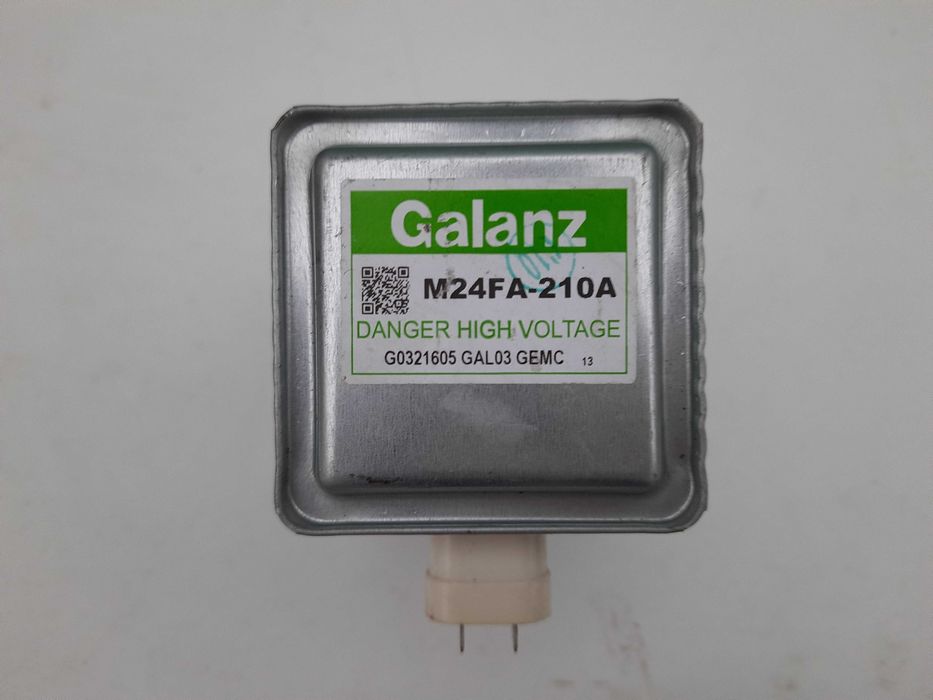 Galanz
M24FA-210A
DANGER HIGH VOLTAGE
G0321605 GAL03 GEMC 13